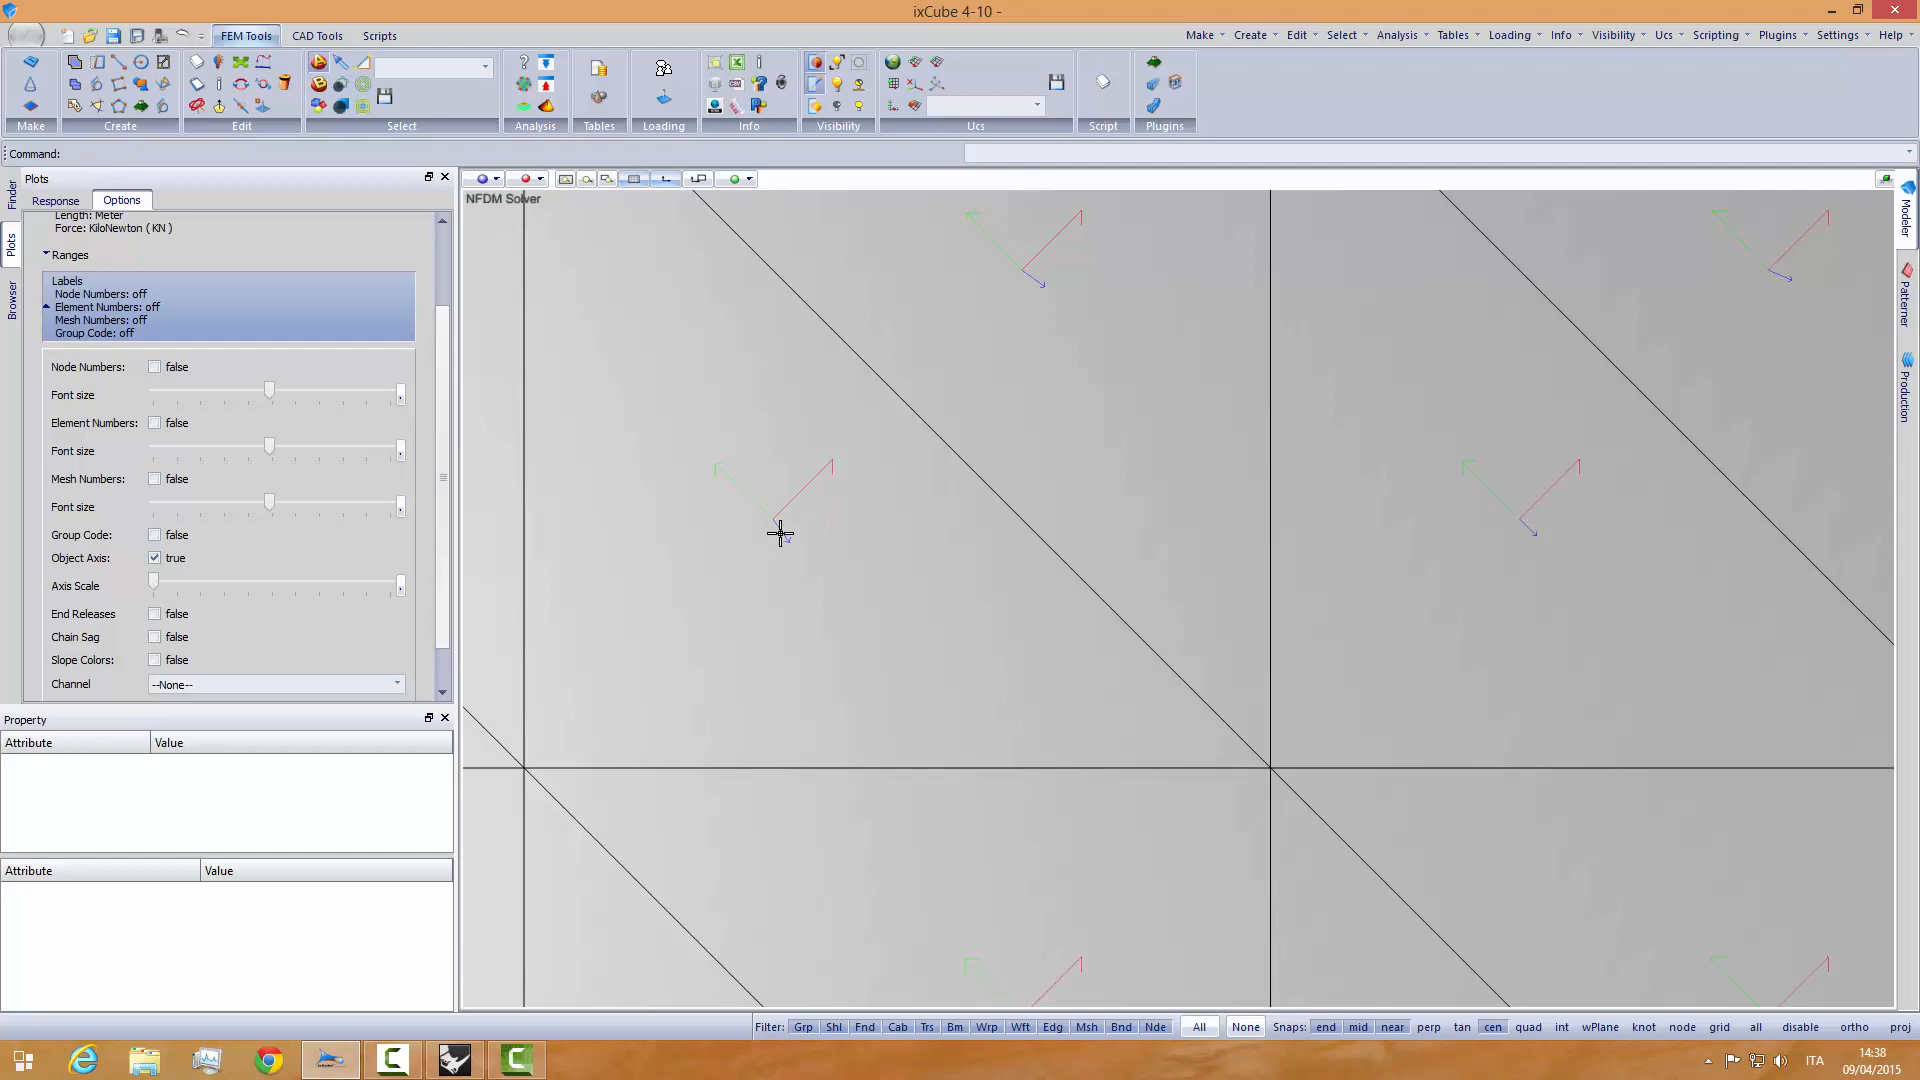 ixCube 4-10 -
FEM Tools CAD Tools Scripts
Make Create Edit Select Analysis Tables Loading Info Visibility Ucs Scripting Plugins Settings Help
Make Create Edit Select Analysis Tables Loading Info Visibility Ucs Script Plugins
Command:
Plots
Response Options
Finder
Plots
Browser
Length: Meter
Force: KiloNewton ( KN )
Ranges
Labels
Node Numbers: off
Element Numbers: off
Mesh Numbers: off
Group Code: off
Node Numbers: false
Font size
Element Numbers: false
Font size
Mesh Numbers: false
Font size
Group Code: false
Object Axis: true
Axis Scale
End Releases false
Chain Sag false
Slope Colors: false
Channel --None--
Property
Attribute Value
Attribute Value
NFDM Solver
Modeler
Patterner
Production
Filter: Grp Shl Fnd Cab Trs Bm Wrp Wft Edg Msh Bnd Nde All None Snaps: end mid near perp tan cen quad int wPlane knot node grid all disable ortho proj
ITA
14:38
09/04/2015